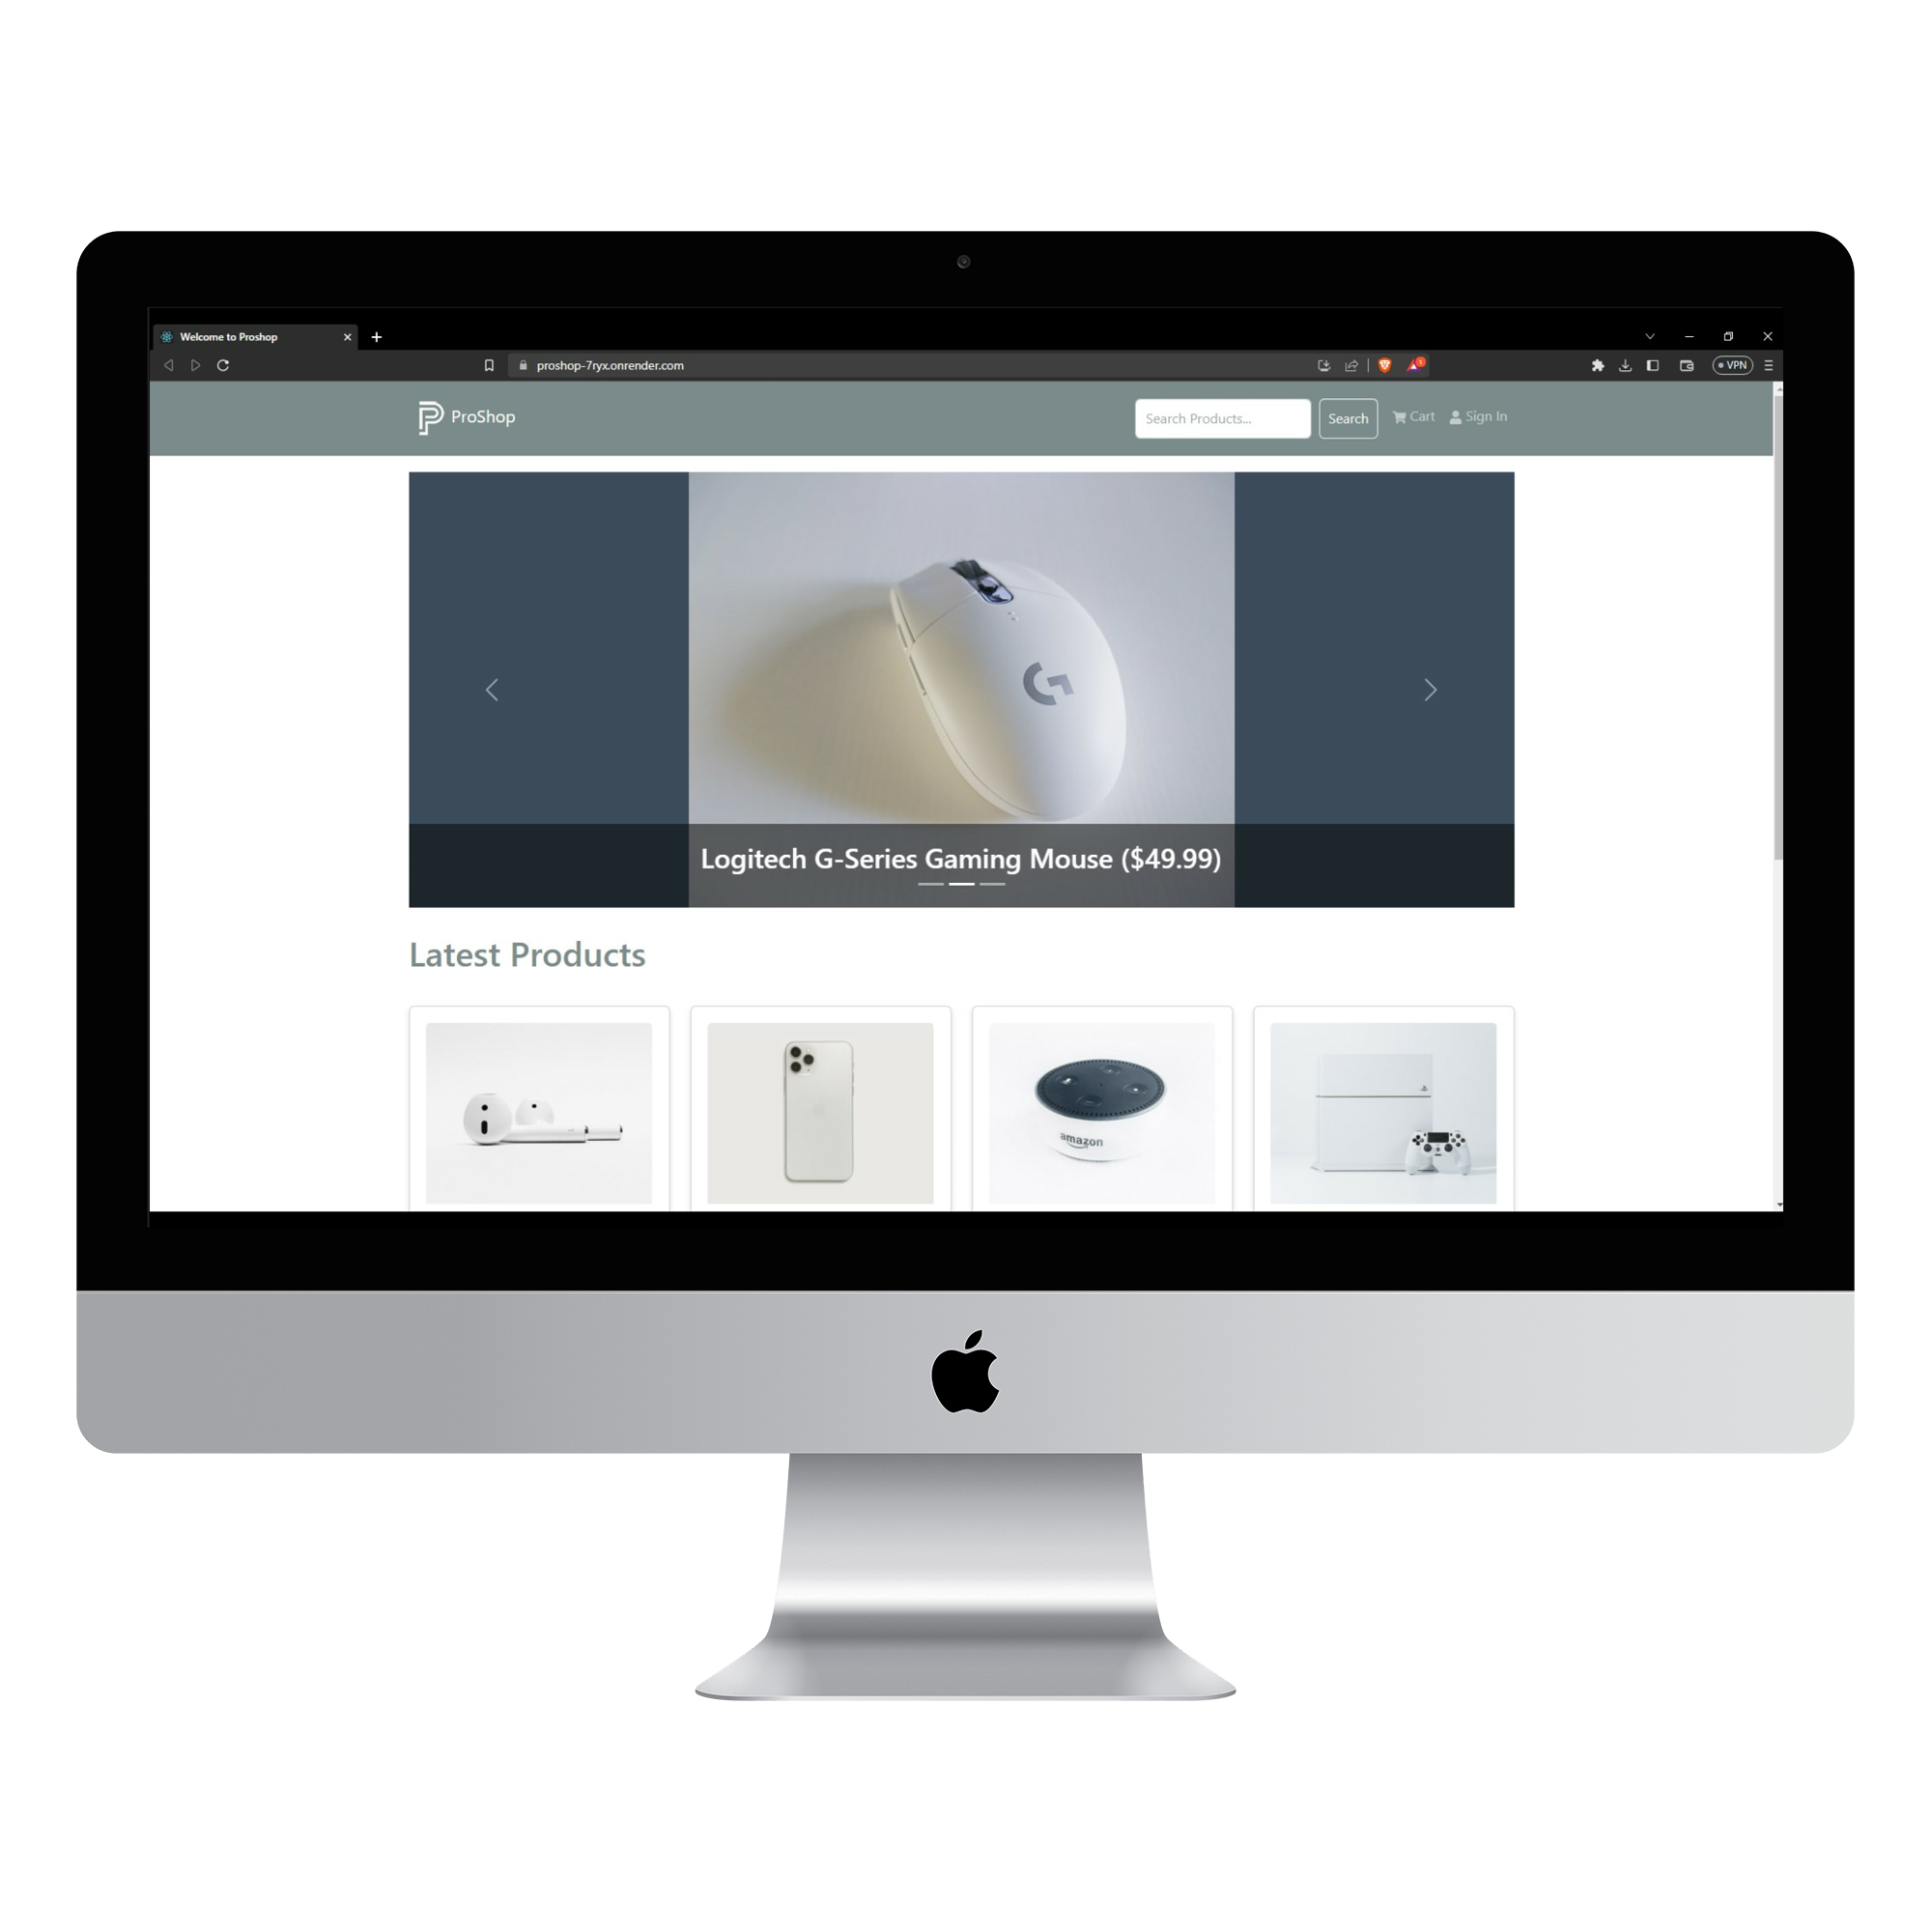 Welcome to Proshop
proshop-7ryx.onrender.com
1
VPN
ProShop
Search Products...
Search
Cart
Sign In
G
Logitech G-Series Gaming Mouse ($49.99)
Latest Products
amazon